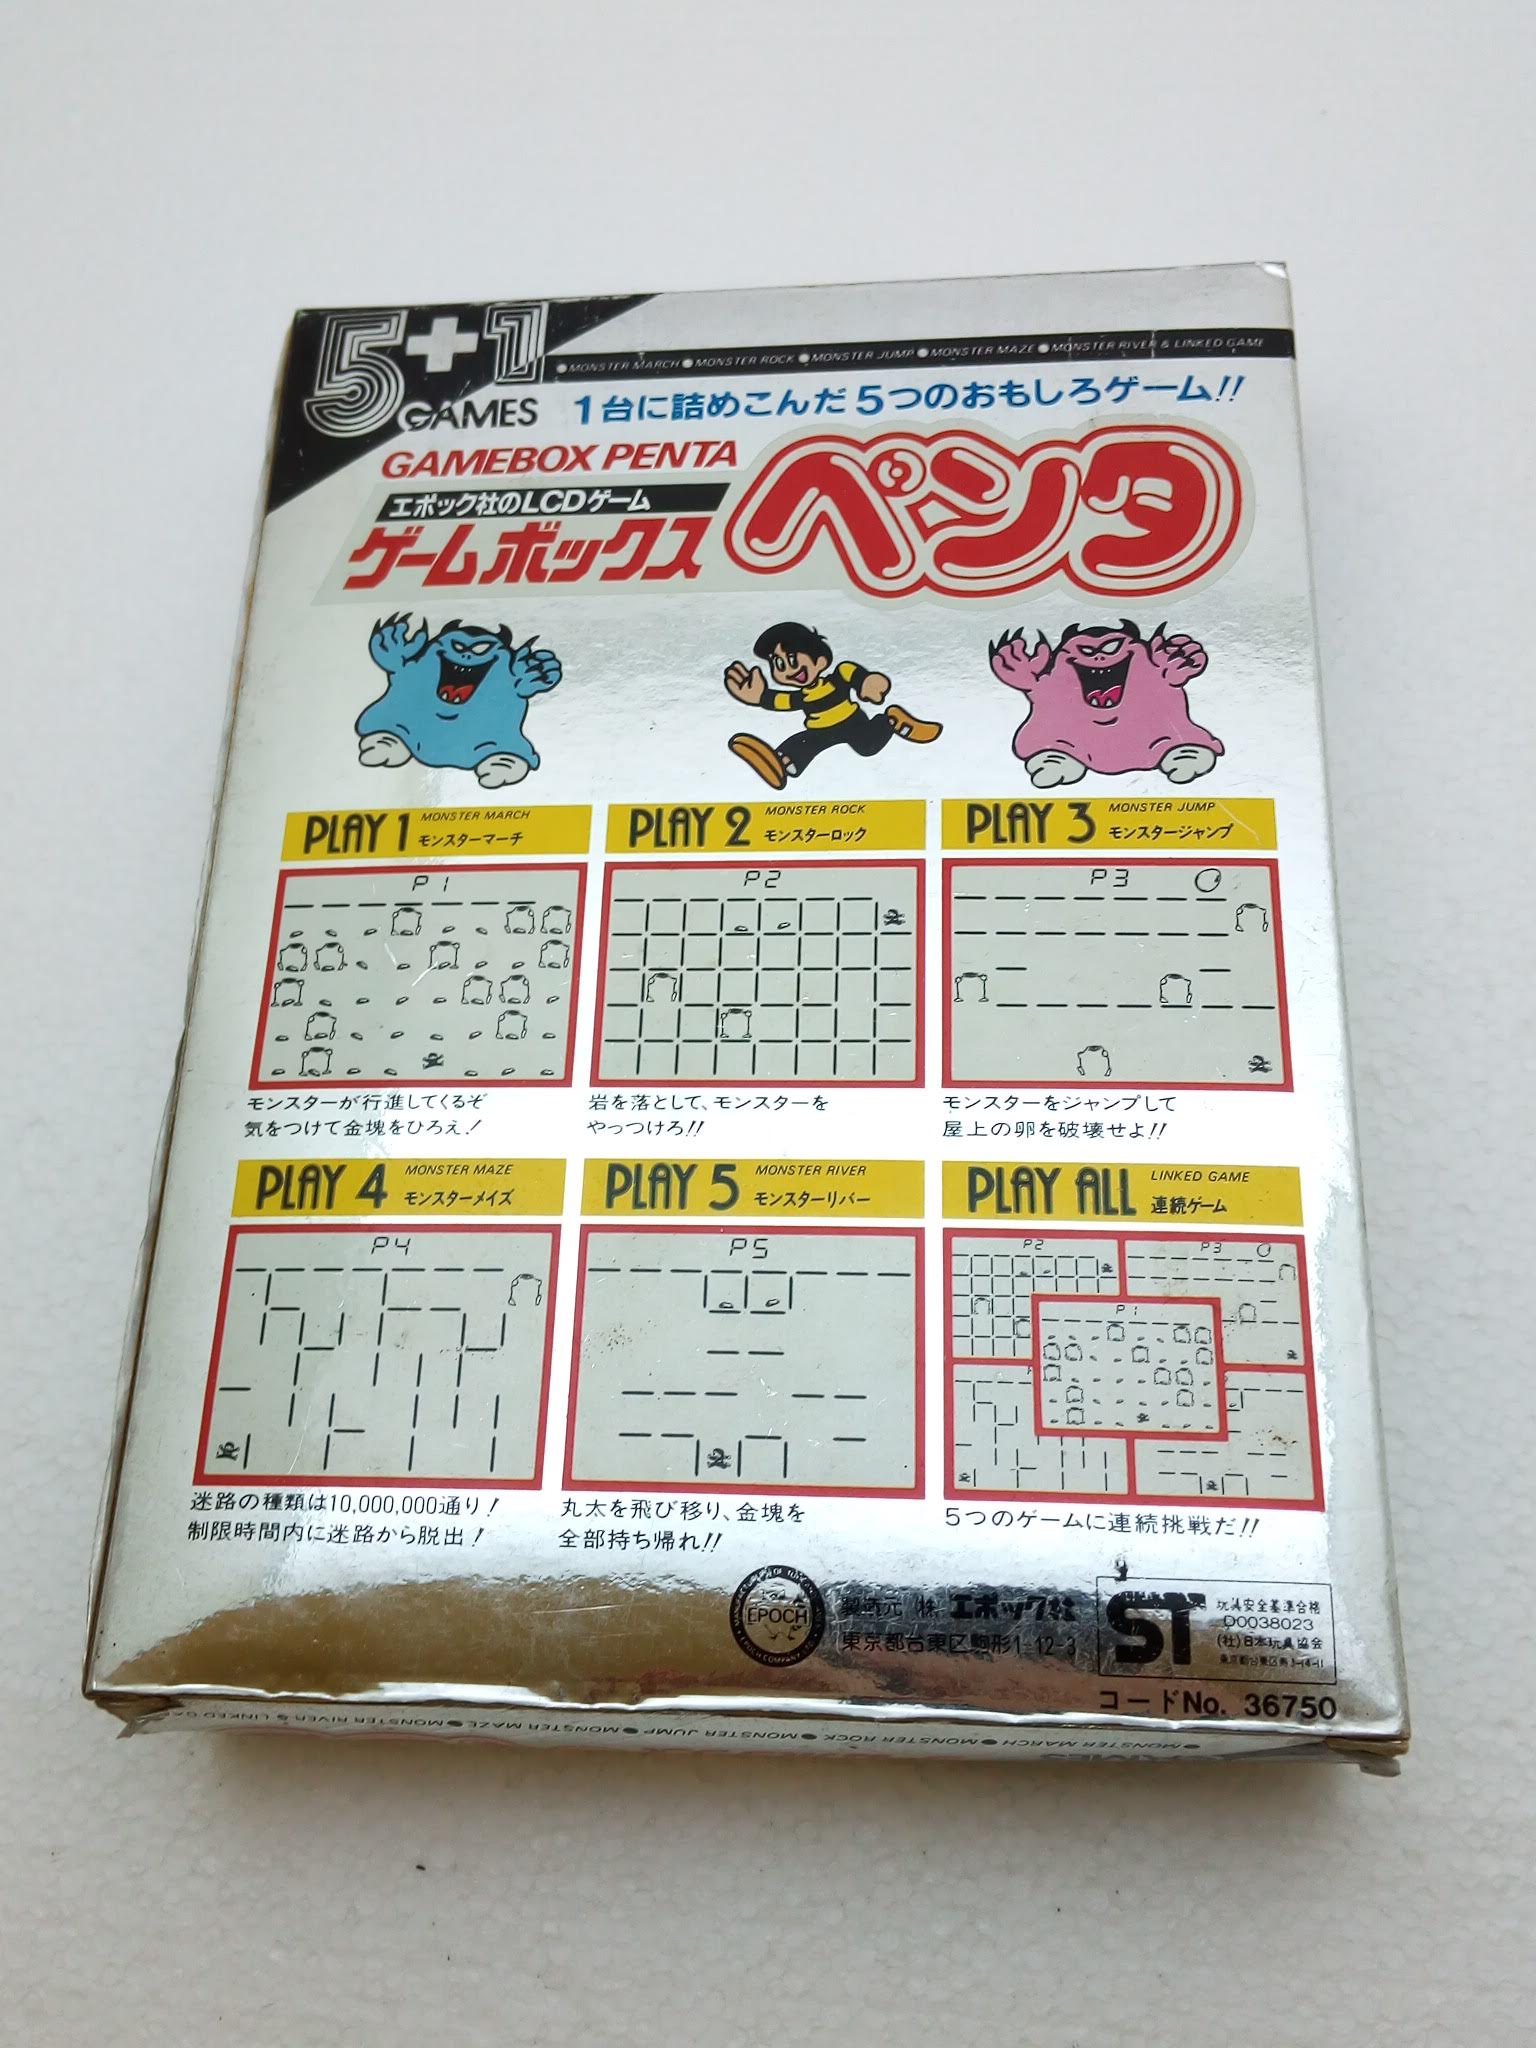 5+1
GAMES
●MONSTER MARCH ●MONSTER ROCK ●MONSTER JUMP ●MONSTER MAZE ●MONSTER RIVER & LINKED GAME
1台に詰めこんだ5つのおもしろゲーム!!
GAMEBOX PENTA
エポック社のLCDゲーム
ゲームボックス
ペンタ
PLAY 1
MONSTER MARCH
モンスターマーチ
P1
モンスターが行進してくるぞ
気をつけて金塊をひろえ!
PLAY 2
MONSTER ROCK
モンスターロック
P2
岩を落として、モンスターを
やっつけろ!!
PLAY 3
MONSTER JUMP
モンスタージャンプ
P3
モンスターをジャンプして
屋上の卵を破壊せよ!!
PLAY 4
MONSTER MAZE
モンスターメイズ
P4
迷路の種類は10,000,000通り!
制限時間内に迷路から脱出!
PLAY 5
MONSTER RIVER
モンスターリバー
P5
丸太を飛び移り、金塊を
全部持ち帰れ!!
PLAY ALL
LINKED GAME
連続ゲーム
P2
P3
P1
5つのゲームに連続挑戦だ!!
EPOCH
EPOCH COMPANY, LTD.
製造元 株 エポック社
東京都台東区駒形1-12-3
ST
玩具安全基準合格
D0038023
(社)日本玩具協会
コードNo. 36750
●MONSTER MARCH ●MONSTER ROCK ●MONSTER JUMP ●MONSTER MAZE ●MONSTER RIVER & LINKED
GAMES